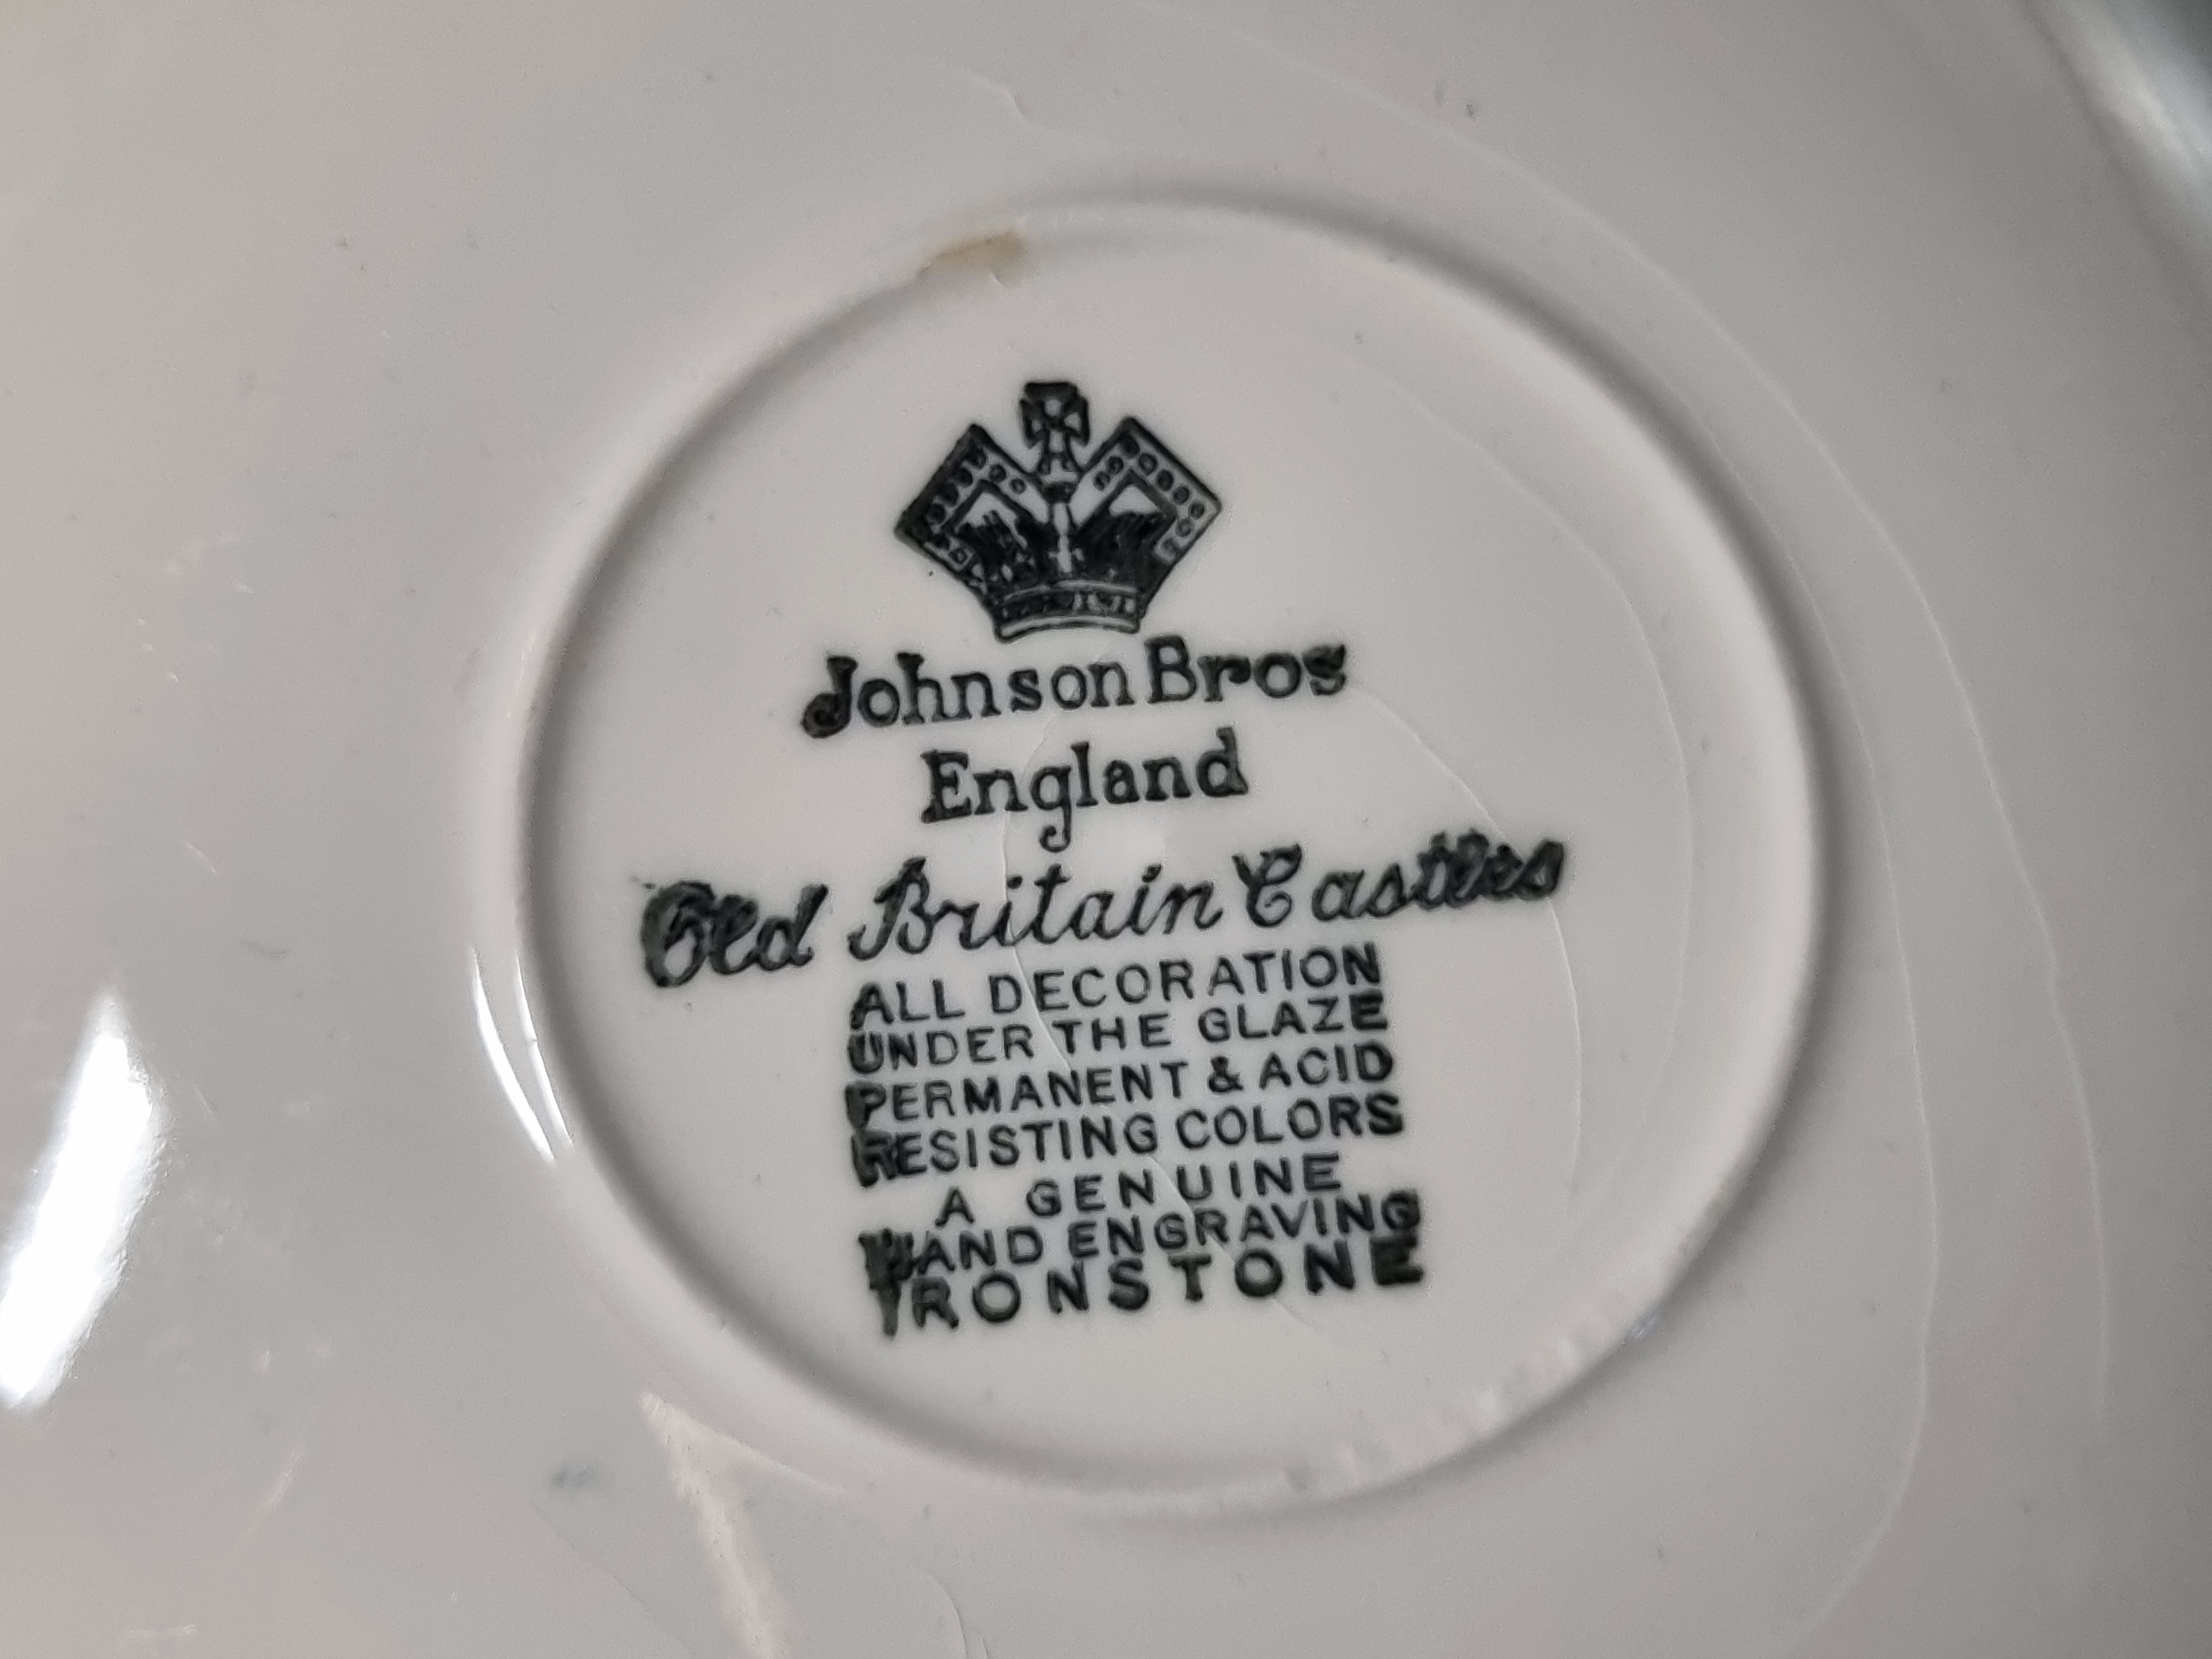 Johnson Bros
England
Old Britain Castles
ALL DECORATION
UNDER THE GLAZE
PERMANENT & ACID
RESISTING COLORS
A GENUINE
HAND ENGRAVING
IRONSTONE